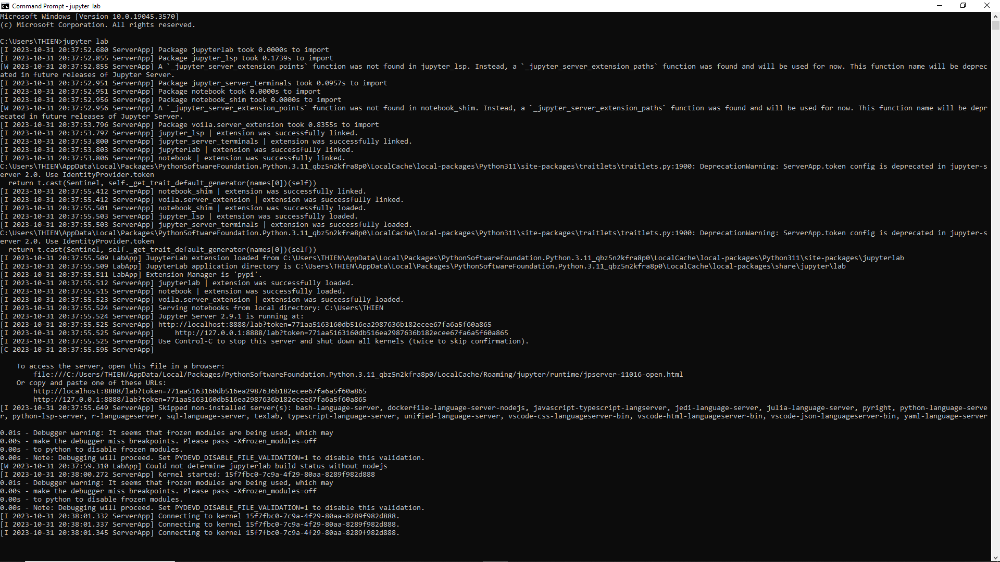 Command Prompt - jupyter lab
Microsoft Windows [Version 10.0.19045.3570]
(c) Microsoft Corporation. All rights reserved.
C:\Users\THIEN>jupyter lab
[I 2023-10-31 20:37:52.680 ServerApp] Package jupyterlab took 0.0000s to import
[I 2023-10-31 20:37:52.855 ServerApp] Package jupyter_lsp took 0.1739s to import
[W 2023-10-31 20:37:52.855 ServerApp] A `_jupyter_server_extension_points` function was not found in jupyter_lsp. Instead, a `_jupyter_server_extension_paths` function was found and will be used for now. This function name will be deprec
ated in future releases of Jupyter Server.
[I 2023-10-31 20:37:52.951 ServerApp] Package jupyter_server_terminals took 0.0957s to import
[I 2023-10-31 20:37:52.951 ServerApp] Package notebook took 0.0000s to import
[I 2023-10-31 20:37:52.956 ServerApp] Package notebook_shim took 0.0000s to import
[W 2023-10-31 20:37:52.956 ServerApp] A `_jupyter_server_extension_points` function was not found in notebook_shim. Instead, a `_jupyter_server_extension_paths` function was found and will be used for now. This function name will be depr
ecated in future releases of Jupyter Server.
[I 2023-10-31 20:37:53.796 ServerApp] Package voila.server_extension took 0.8355s to import
[I 2023-10-31 20:37:53.797 ServerApp] jupyter_lsp | extension was successfully linked.
[I 2023-10-31 20:37:53.800 ServerApp] jupyter_server_terminals | extension was successfully linked.
[I 2023-10-31 20:37:53.803 ServerApp] jupyterlab | extension was successfully linked.
[I 2023-10-31 20:37:53.806 ServerApp] notebook | extension was successfully linked.
C:\Users\THIEN\AppData\Local\Packages\PythonSoftwareFoundation.Python.3.11_qbz5n2kfra8p0\LocalCache\local-packages\Python311\site-packages\traitlets\traitlets.py:1900: DeprecationWarning: ServerApp.token config is deprecated in jupyter-s
erver 2.0. Use IdentityProvider.token
return t.cast(Sentinel, self._get_trait_default_generator(names[0])(self))
[I 2023-10-31 20:37:55.412 ServerApp] notebook_shim | extension was successfully linked.
[I 2023-10-31 20:37:55.412 ServerApp] voila.server_extension | extension was successfully linked.
[I 2023-10-31 20:37:55.501 ServerApp] notebook_shim | extension was successfully loaded.
[I 2023-10-31 20:37:55.503 ServerApp] jupyter_lsp | extension was successfully loaded.
[I 2023-10-31 20:37:55.503 ServerApp] jupyter_server_terminals | extension was successfully loaded.
C:\Users\THIEN\AppData\Local\Packages\PythonSoftwareFoundation.Python.3.11_qbz5n2kfra8p0\LocalCache\local-packages\Python311\site-packages\traitlets\traitlets.py:1900: DeprecationWarning: ServerApp.token config is deprecated in jupyter-s
erver 2.0. Use IdentityProvider.token
return t.cast(Sentinel, self._get_trait_default_generator(names[0])(self))
[I 2023-10-31 20:37:55.509 LabApp] JupyterLab extension loaded from C:\Users\THIEN\AppData\Local\Packages\PythonSoftwareFoundation.Python.3.11_qbz5n2kfra8p0\LocalCache\local-packages\Python311\site-packages\jupyterlab
[I 2023-10-31 20:37:55.509 LabApp] JupyterLab application directory is C:\Users\THIEN\AppData\Local\Packages\PythonSoftwareFoundation.Python.3.11_qbz5n2kfra8p0\LocalCache\local-packages\share\jupyter\lab
[I 2023-10-31 20:37:55.511 LabApp] Extension Manager is 'pypi'.
[I 2023-10-31 20:37:55.512 ServerApp] jupyterlab | extension was successfully loaded.
[I 2023-10-31 20:37:55.515 ServerApp] notebook | extension was successfully loaded.
[I 2023-10-31 20:37:55.523 ServerApp] voila.server_extension | extension was successfully loaded.
[I 2023-10-31 20:37:55.524 ServerApp] Serving notebooks from local directory: C:\Users\THIEN
[I 2023-10-31 20:37:55.524 ServerApp] Jupyter Server 2.9.1 is running at:
[I 2023-10-31 20:37:55.525 ServerApp] http://localhost:8888/lab?token=771aa5163160db516ea2987636b182ecee67fa6a5f60a865
[I 2023-10-31 20:37:55.525 ServerApp]     http://127.0.0.1:8888/lab?token=771aa5163160db516ea2987636b182ecee67fa6a5f60a865
[I 2023-10-31 20:37:55.525 ServerApp] Use Control-C to stop this server and shut down all kernels (twice to skip confirmation).
[C 2023-10-31 20:37:55.595 ServerApp]
To access the server, open this file in a browser:
file:///C:/Users/THIEN/AppData/Local/Packages/PythonSoftwareFoundation.Python.3.11_qbz5n2kfra8p0/LocalCache/Roaming/jupyter/runtime/jpserver-11016-open.html
Or copy and paste one of these URLs:
http://localhost:8888/lab?token=771aa5163160db516ea2987636b182ecee67fa6a5f60a865
http://127.0.0.1:8888/lab?token=771aa5163160db516ea2987636b182ecee67fa6a5f60a865
[I 2023-10-31 20:37:55.649 ServerApp] Skipped non-installed server(s): bash-language-server, dockerfile-language-server-nodejs, javascript-typescript-langserver, jedi-language-server, julia-language-server, pyright, python-language-serve
r, python-lsp-server, r-languageserver, sql-language-server, texlab, typescript-language-server, unified-language-server, vscode-css-languageserver-bin, vscode-html-languageserver-bin, vscode-json-languageserver-bin, yaml-language-server
0.01s - Debugger warning: It seems that frozen modules are being used, which may
0.00s - make the debugger miss breakpoints. Please pass -Xfrozen_modules=off
0.00s - to python to disable frozen modules.
0.00s - Note: Debugging will proceed. Set PYDEVD_DISABLE_FILE_VALIDATION=1 to disable this validation.
[W 2023-10-31 20:37:59.310 LabApp] Could not determine jupyterlab build status without nodejs
[I 2023-10-31 20:38:00.272 ServerApp] Kernel started: 15f7fbc0-7c9a-4f29-80aa-8289f982d888
0.01s - Debugger warning: It seems that frozen modules are being used, which may
0.00s - make the debugger miss breakpoints. Please pass -Xfrozen_modules=off
0.00s - to python to disable frozen modules.
0.00s - Note: Debugging will proceed. Set PYDEVD_DISABLE_FILE_VALIDATION=1 to disable this validation.
[I 2023-10-31 20:38:01.332 ServerApp] Connecting to kernel 15f7fbc0-7c9a-4f29-80aa-8289f982d888.
[I 2023-10-31 20:38:01.337 ServerApp] Connecting to kernel 15f7fbc0-7c9a-4f29-80aa-8289f982d888.
[I 2023-10-31 20:38:01.345 ServerApp] Connecting to kernel 15f7fbc0-7c9a-4f29-80aa-8289f982d888.